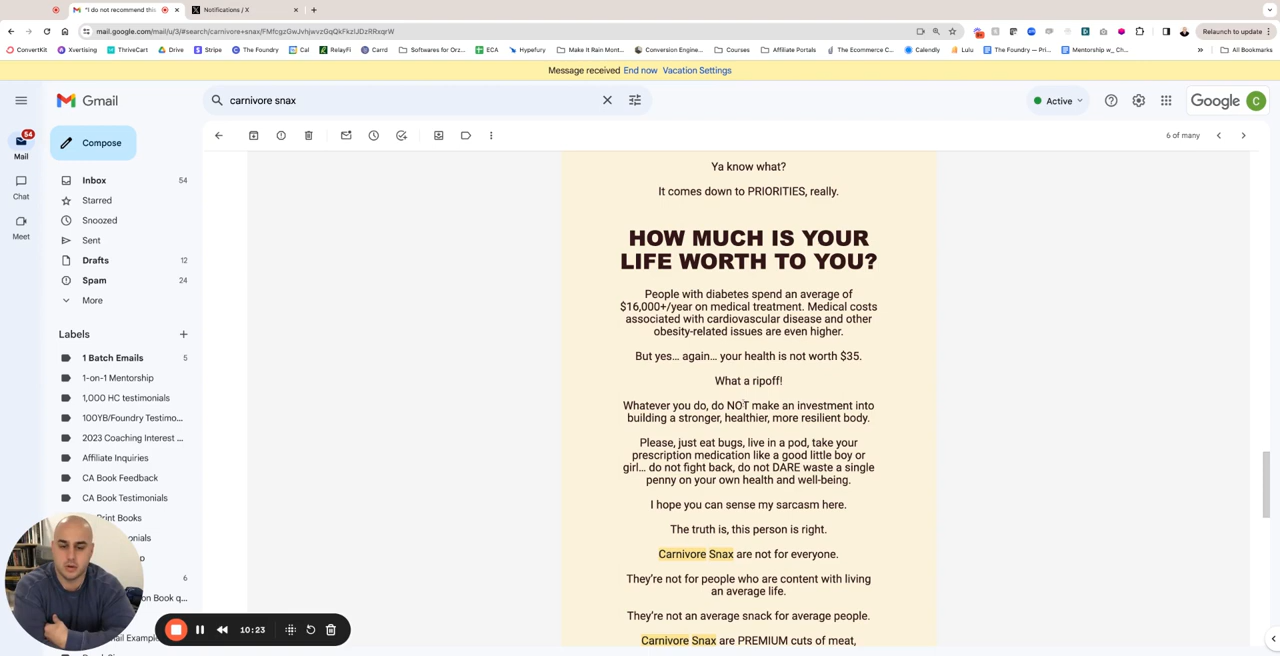 "I do not recommend this
Notifications / X
mail.google.com/mail/u/3/#search/carnivore+snax/FMfcgzGwJvhjwvzGqQkFkzlJDzRRxqrW
Relaunch to update
ConvertKit
Xvertising
ThriveCart
Drive
Stripe
The Foundry
Cal
RelayFi
Carrd
Softwares for Orz...
ECA
Hypefury
Make It Rain Mont...
Conversion Engine...
Courses
Affiliate Portals
The Ecommerce C...
Calendly
Lulu
The Foundry — Pri...
Mentorship w_ Ch...
All Bookmarks
Message received End now Vacation Settings
Gmail
carnivore snax
Active
Google
C
Compose
6 of many
54
Mail
Chat
Meet
Inbox 54
Starred
Snoozed
Sent
Drafts 12
Spam 24
More
Labels
1 Batch Emails 5
1-on-1 Mentorship
1,000 HC testimonials
100YB/Foundry Testimo...
2023 Coaching Interest ...
Affiliate Inquiries
CA Book Feedback
CA Book Testimonials
Print Books
6
10:23
Ya know what?
It comes down to PRIORITIES, really.
HOW MUCH IS YOUR
LIFE WORTH TO YOU?
People with diabetes spend an average of
$16,000+/year on medical treatment. Medical costs
associated with cardiovascular disease and other
obesity-related issues are even higher.
But yes… again… your health is not worth $35.
What a ripoff!
Whatever you do, do NOT make an investment into
building a stronger, healthier, more resilient body.
Please, just eat bugs, live in a pod, take your
prescription medication like a good little boy or
girl… do not fight back, do not DARE waste a single
penny on your own health and well-being.
I hope you can sense my sarcasm here.
The truth is, this person is right.
Carnivore Snax are not for everyone.
They’re not for people who are content with living
an average life.
They’re not an average snack for average people.
Carnivore Snax are PREMIUM cuts of meat,